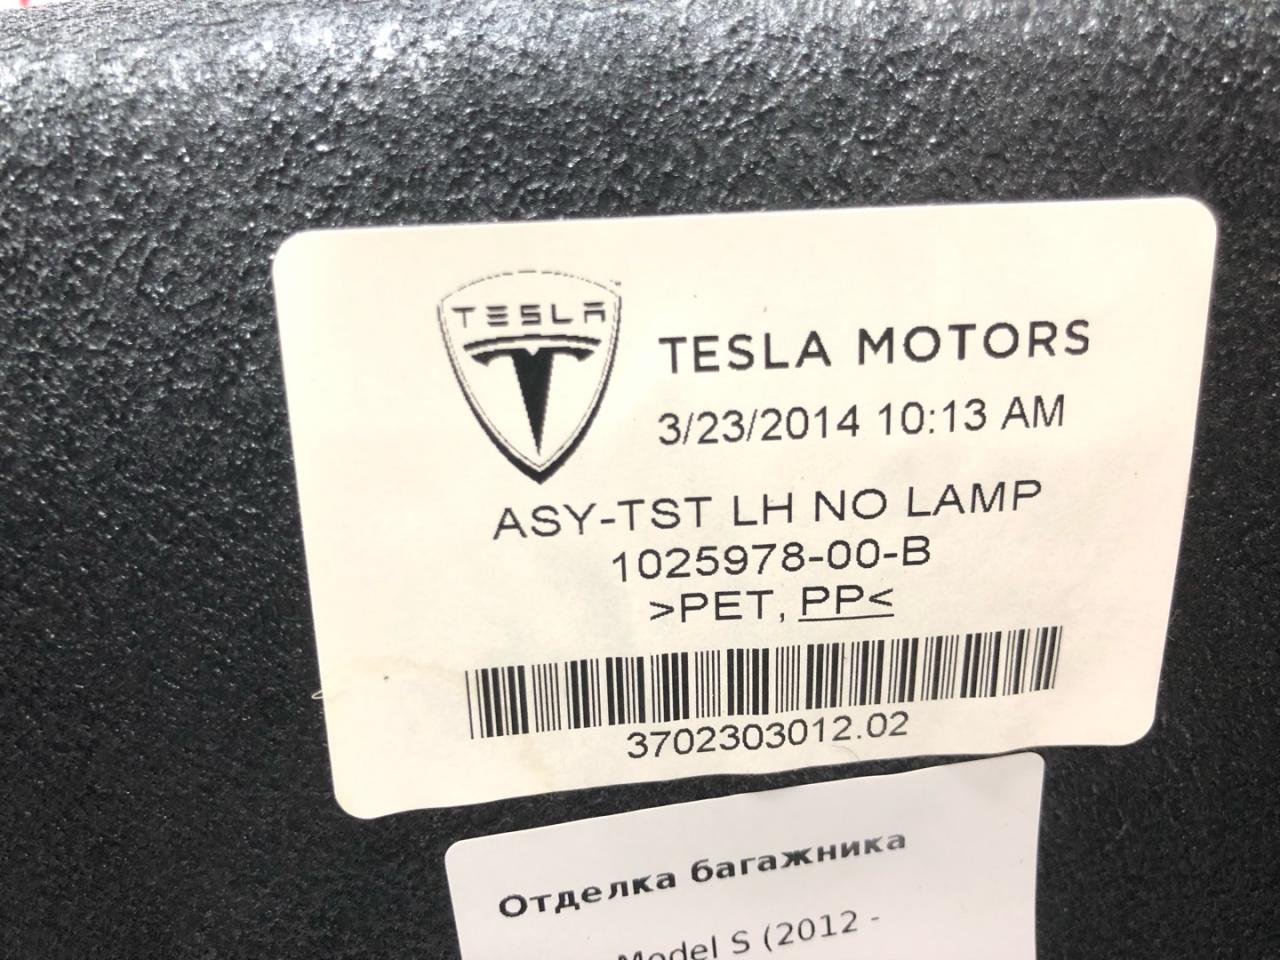 TESLA
TESLA MOTORS
3/23/2014 10:13 AM
ASY-TST LH NO LAMP
1025978-00-B
>PET, PP<
3702303012.02
Отделка багажника
Model S (2012 -